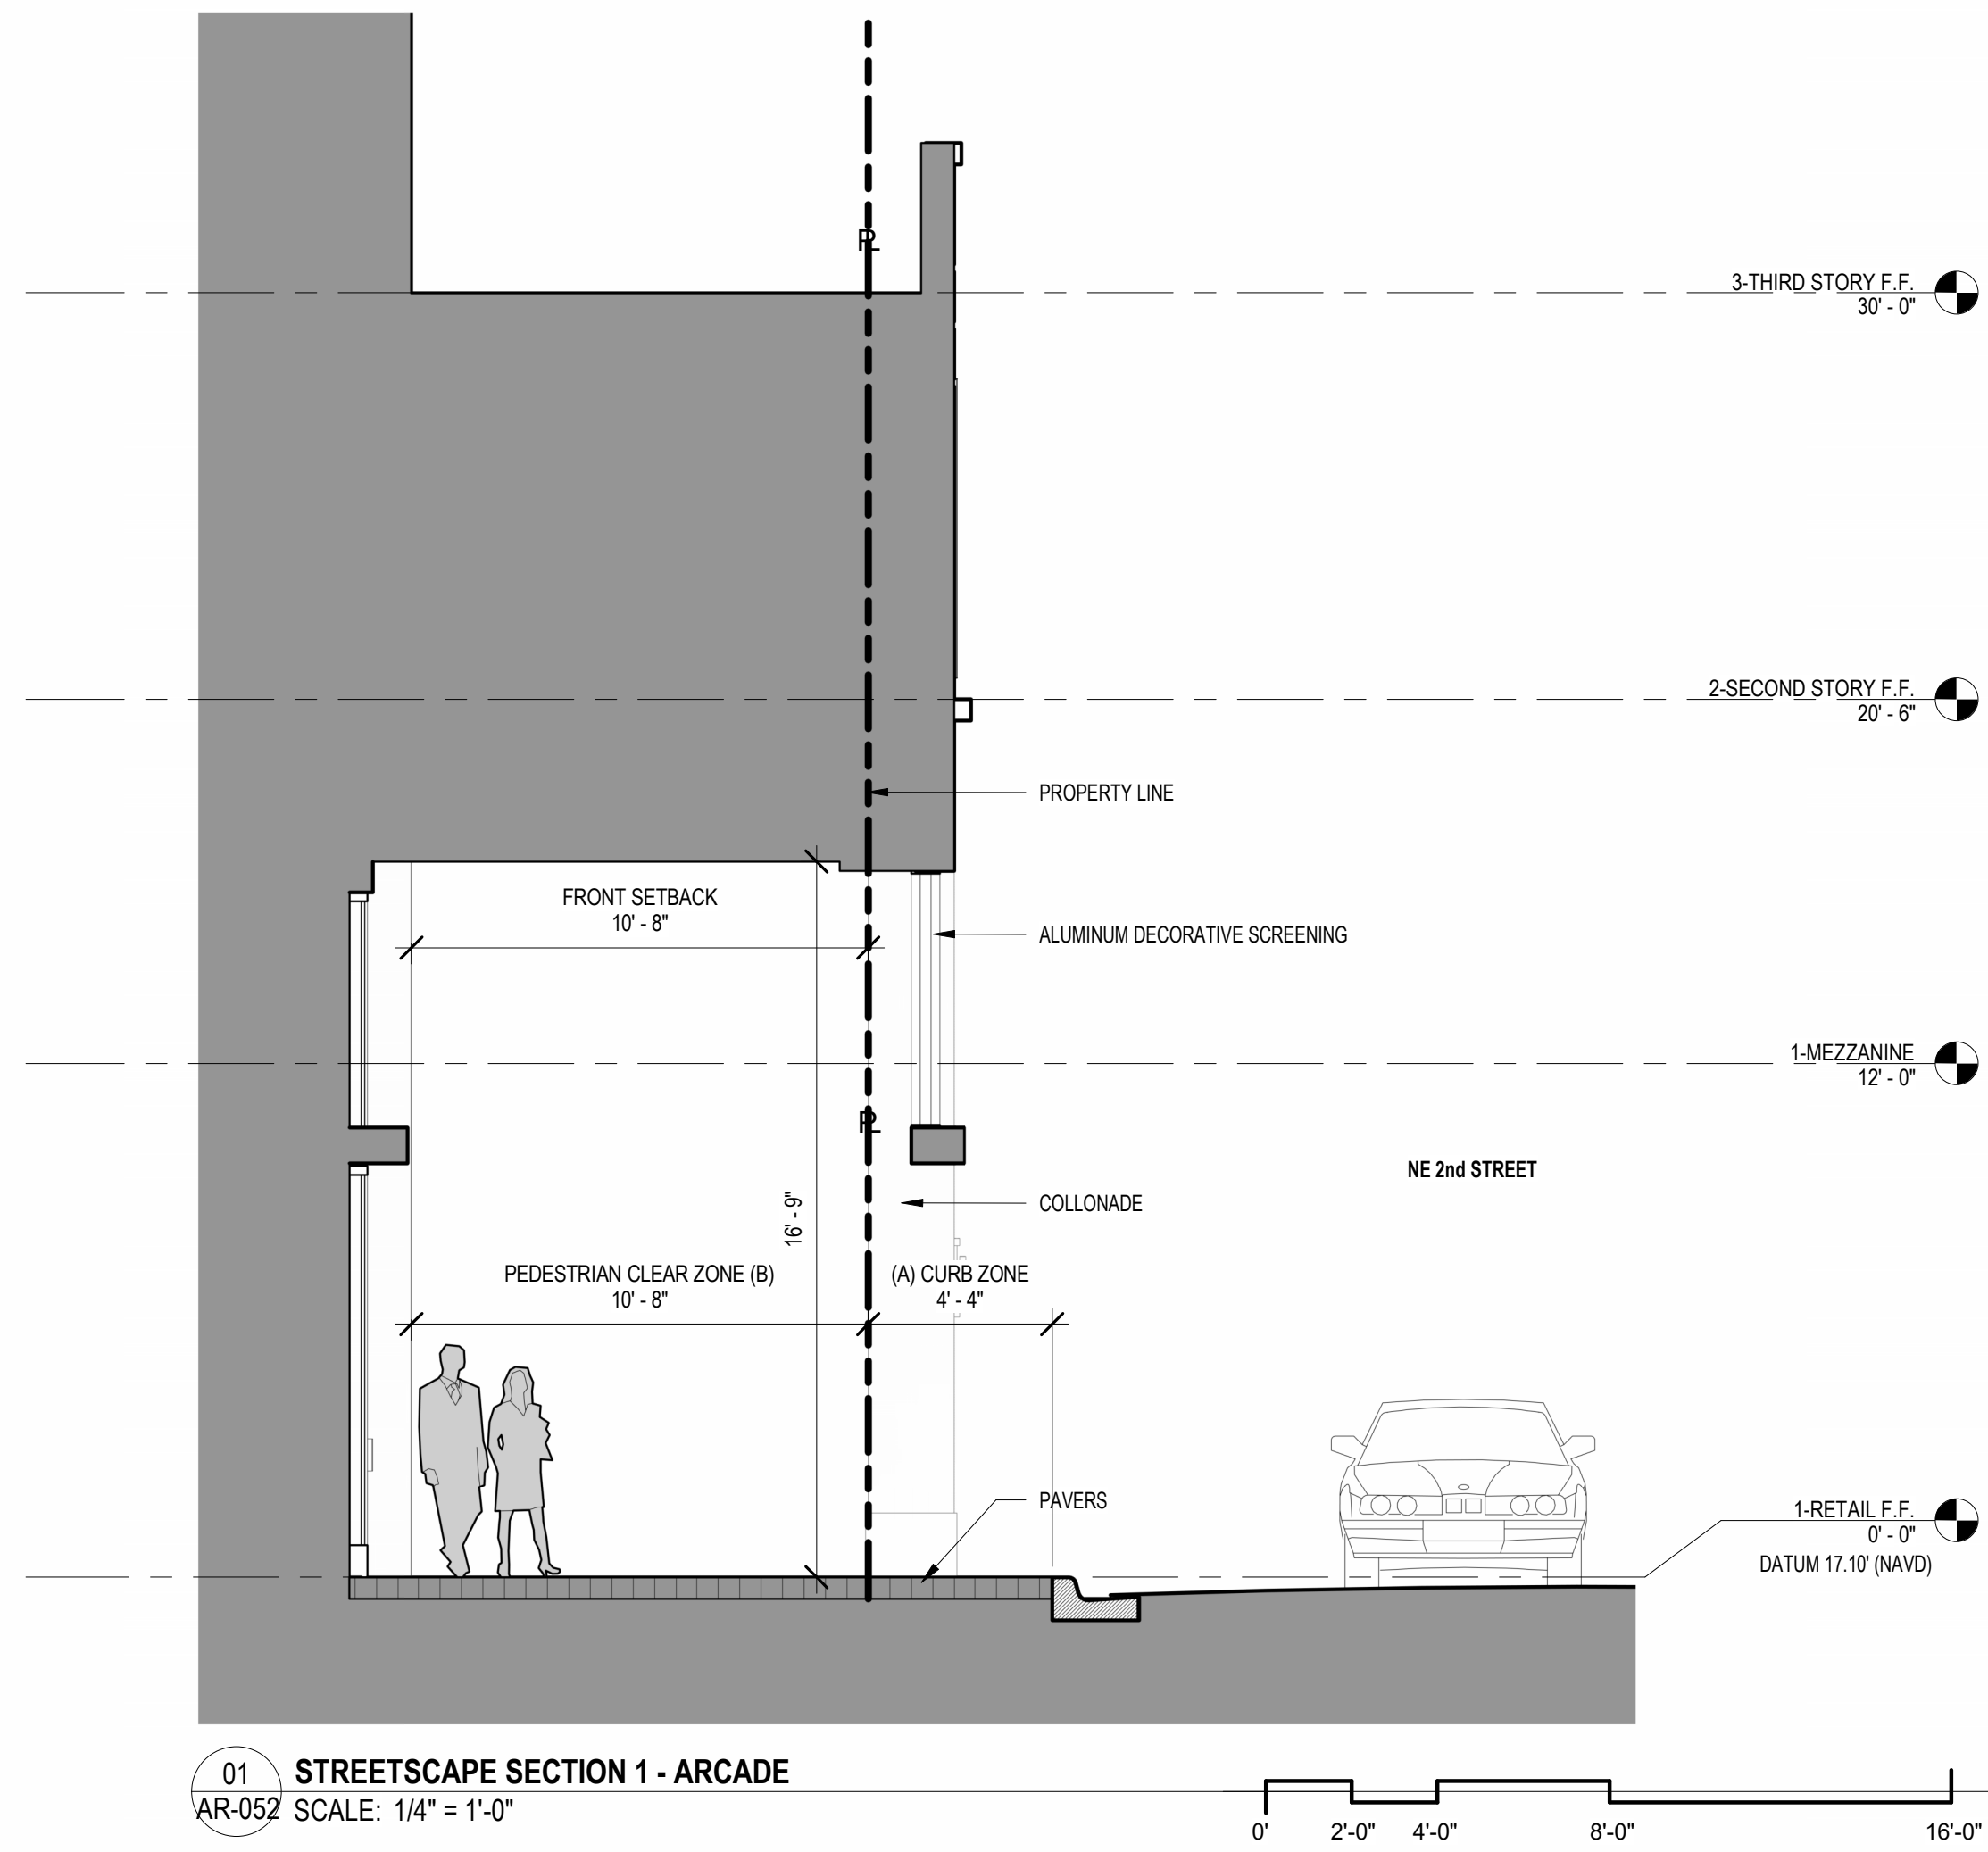 ℄
3-THIRD STORY F.F.
30' - 0"
2-SECOND STORY F.F.
20' - 6"
PROPERTY LINE
FRONT SETBACK
10' - 8"
ALUMINUM DECORATIVE SCREENING
1-MEZZANINE
12' - 0"
PL
NE 2nd STREET
16' - 9"
COLLONADE
PEDESTRIAN CLEAR ZONE (B)
10' - 8"
(A) CURB ZONE
4' - 4"
PAVERS
1-RETAIL F.F.
0' - 0"
DATUM 17.10' (NAVD)
01
AR-052
STREETSCAPE SECTION 1 - ARCADE
SCALE: 1/4" = 1'-0"
0'
2'-0"
4'-0"
8'-0"
16'-0"